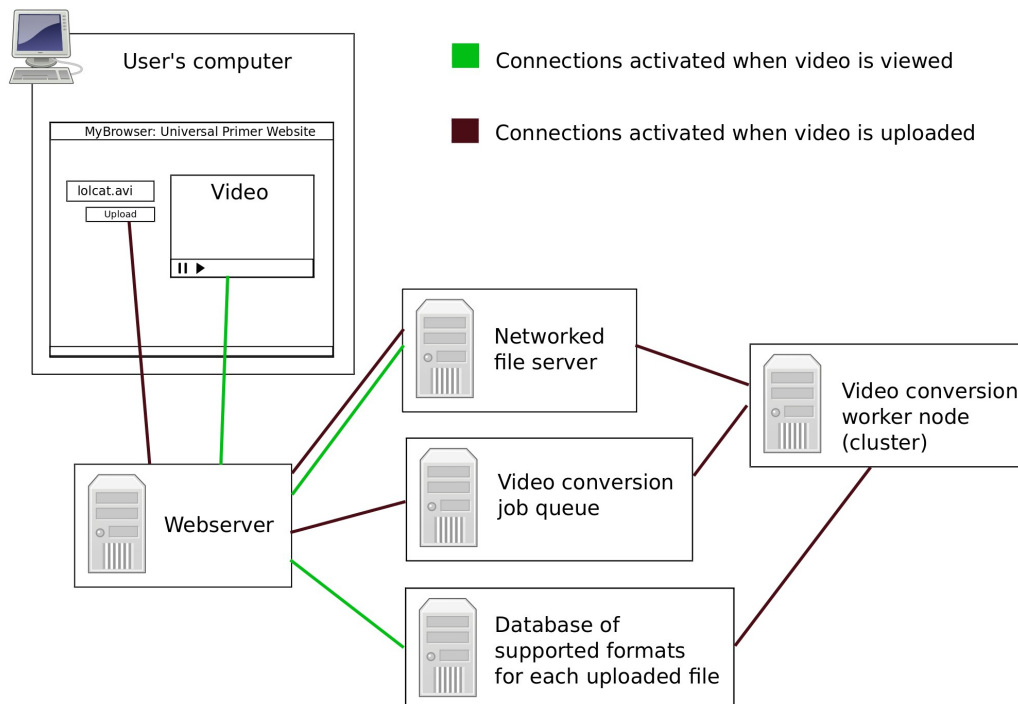 User's computer
Connections activated when video is viewed
Connections activated when video is uploaded
MyBrowser: Universal Primer Website
lolcat.avi
Upload
Video
Networked
file server
Video conversion
worker node
(cluster)
Video conversion
job queue
Webserver
Database of
supported formats
for each uploaded file